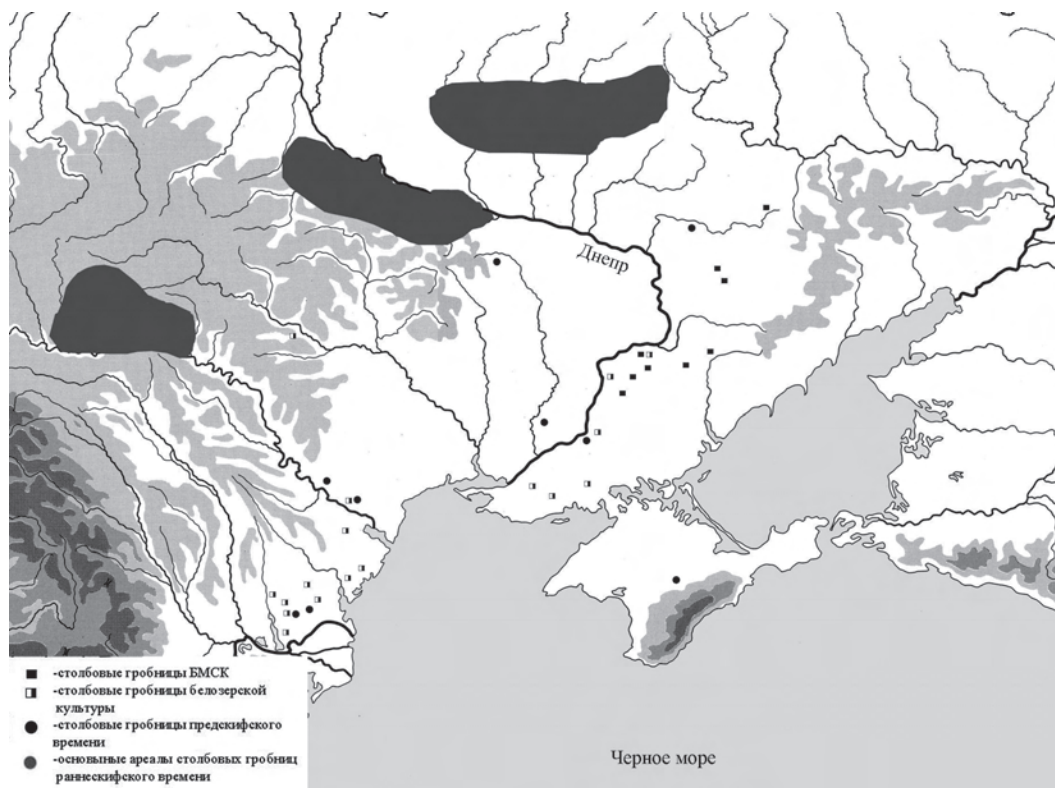 Днепр
-столбовые гробницы БМСК
-столбовые гробницы белозерской
культуры
-столбовые гробницы предскифского
времени
-основыные ареалы столбовых гробниц
раннескифского времени
Черное море